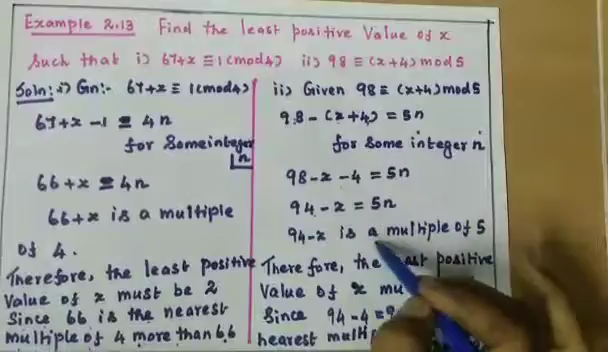 Example 2.13 Find the least positive Value of x
Such that i) 67+x ≡ 1(mod4) ii) 98 ≡ (x+4) mod5
Soln: i) Gn:- 67+x ≡ 1(mod4)
67+x -1 = 4n
for Some integer n
66+x = 4n
66+x is a multiple
of 4.
Therefore, the least positive
Value of x must be 2
Since 66 is the nearest
multiple of 4 more than 66
ii) Given 98 ≡ (x+4) mod5
98 - (x+4) = 5n
for Some integer n
98-x-4 = 5n
94-x = 5n
94-x is a multiple of 5
Therefore, the positive
Value of x
Since 94-4 =
nearest